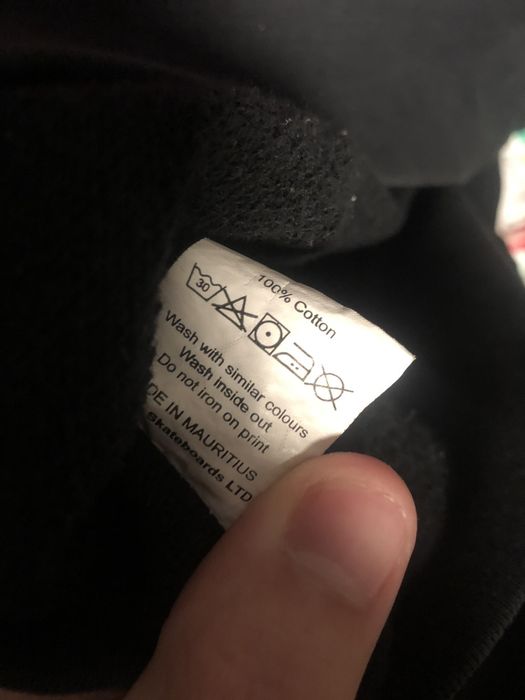 100% Cotton
30
Wash with similar colours
Wash inside out
Do not iron on print
DE IN MAURITIUS
skateboards LTD